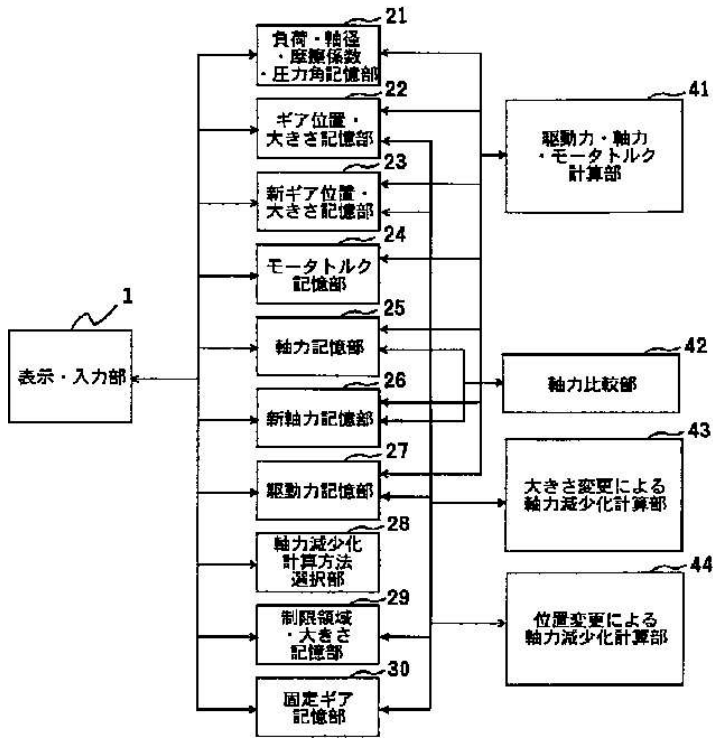 21
負荷・軸径
・摩擦係数
・圧力角記憶部
22
ギア位置・
大きさ記憶部
23
新ギア位置・
大きさ記憶部
24
モータトルク
記憶部
25
軸力記憶部
26
新軸力記憶部
27
駆動力記憶部
28
軸力減少化
計算方法
選択部
29
制限領域
・大きさ
記憶部
30
固定ギア
記憶部
1
表示・入力部
41
駆動力・軸力
・モータトルク
計算部
42
軸力比較部
43
大きさ変更による
軸力減少化計算部
44
位置変更による
軸力減少化計算部